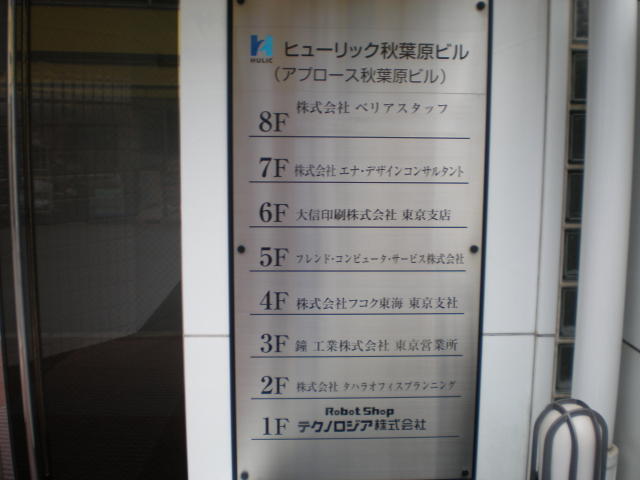 HULIC ヒューリック秋葉原ビル
（アプロース秋葉原ビル）
8F 株式会社 ベリアスタッフ
7F 株式会社 エナ・デザインコンサルタント
6F 大信印刷株式会社 東京支店
5F フレンド・コンピュータ・サービス株式会社
4F 株式会社フコク東海 東京支社
3F 鐘 工業株式会社 東京営業所
2F 株式会社 タハラオフィスプランニング
Robot Shop
1F テクノロジア株式会社